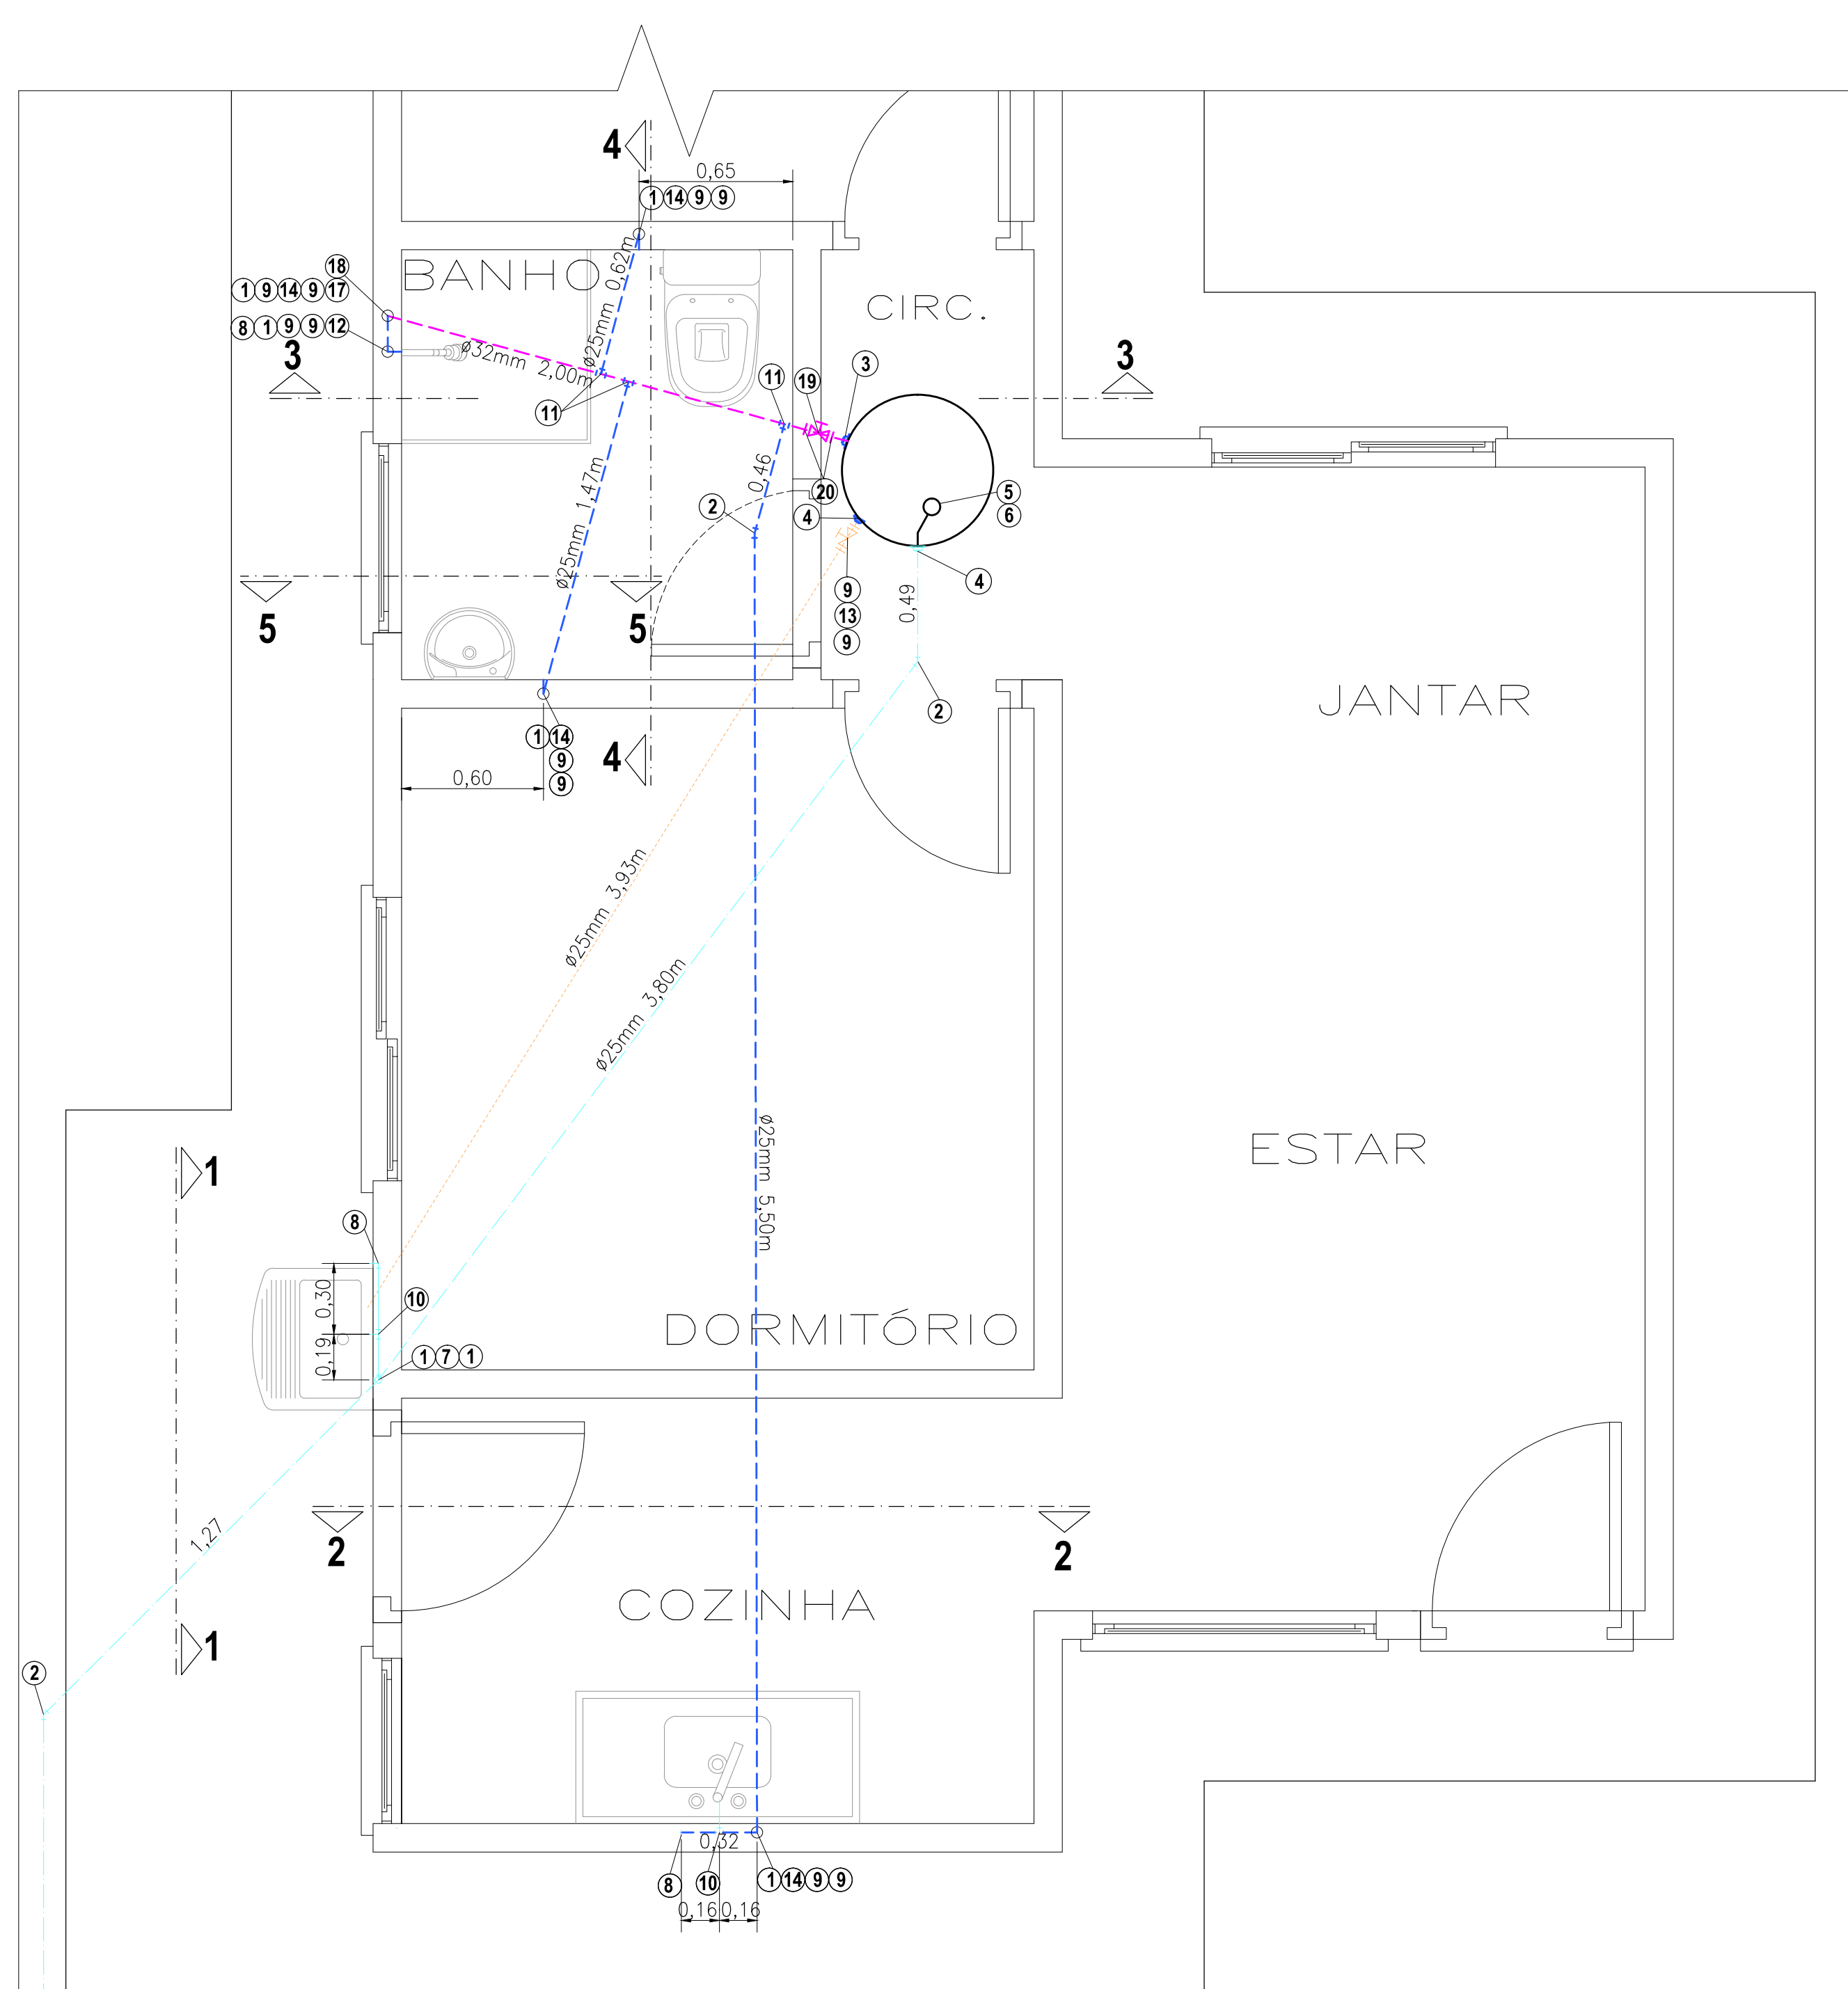 4
0,65
1 14 9 9
18
BANHO
Ø25mm 0,62m
1 9 14 9 17
CIRC.
8 1 9 9 12
3
Ø32mm 2,00m
3
3
11
11
19
0,46
Ø25mm 1,47m
20
2
4
5
6
4
9
13
9
0,49
5
5
JANTAR
2
1 14
9
9
4
0,60
Ø25mm 3,93m
Ø25mm 3,80m
Ø25mm 5,50m
ESTAR
1
8
0,30
10
DORMITÓRIO
0,19
1 7 1
1,27
2
2
COZINHA
1
2
0,32
8
10
1 14 9 9
0,16
0,16